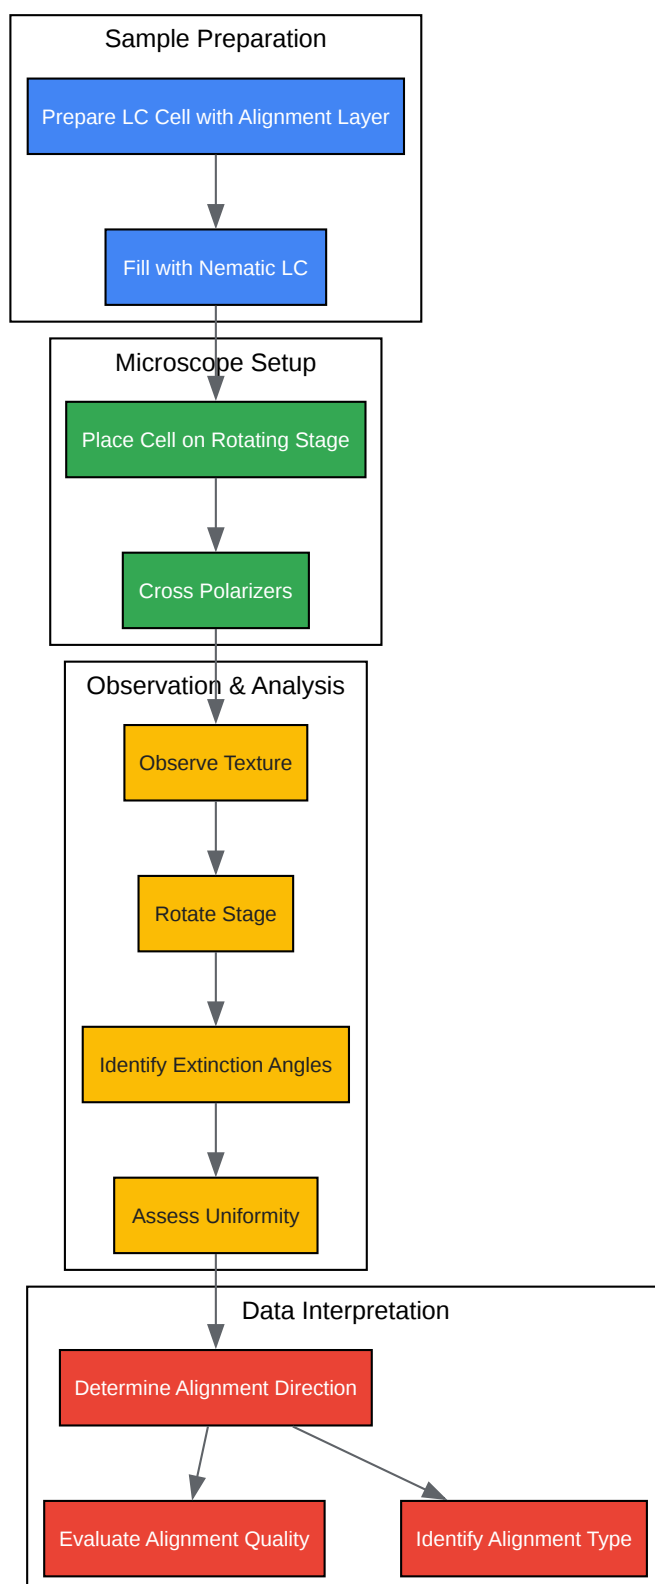 Sample Preparation
Prepare LC Cell with Alignment Layer
Fill with Nematic LC
Microscope Setup
Place Cell on Rotating Stage
Cross Polarizers
Observation & Analysis
Observe Texture
Rotate Stage
Identify Extinction Angles
Assess Uniformity
Data Interpretation
Determine Alignment Direction
Evaluate Alignment Quality
Identify Alignment Type